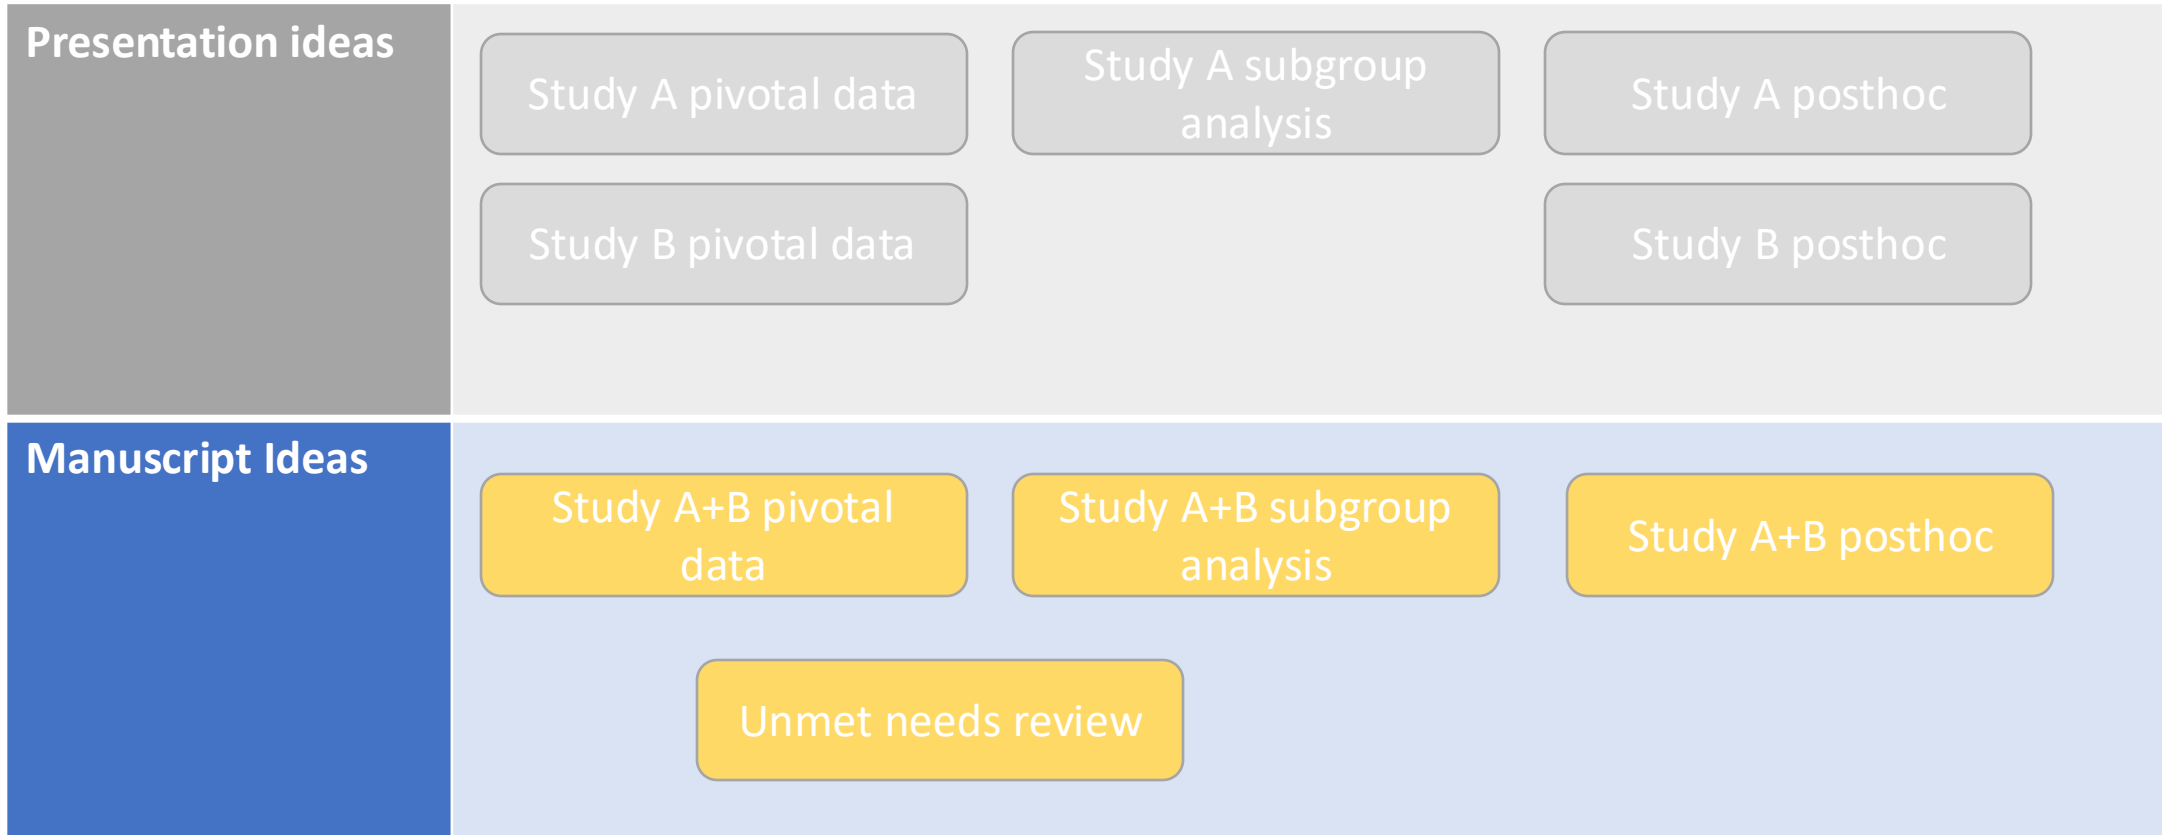 Presentation ideas
Study A pivotal data
Study A subgroup
analysis
Study A posthoc
Study B pivotal data
Study B posthoc
Manuscript Ideas
Study A+B pivotal
data
Study A+B subgroup
analysis
Study A+B posthoc
Unmet needs review